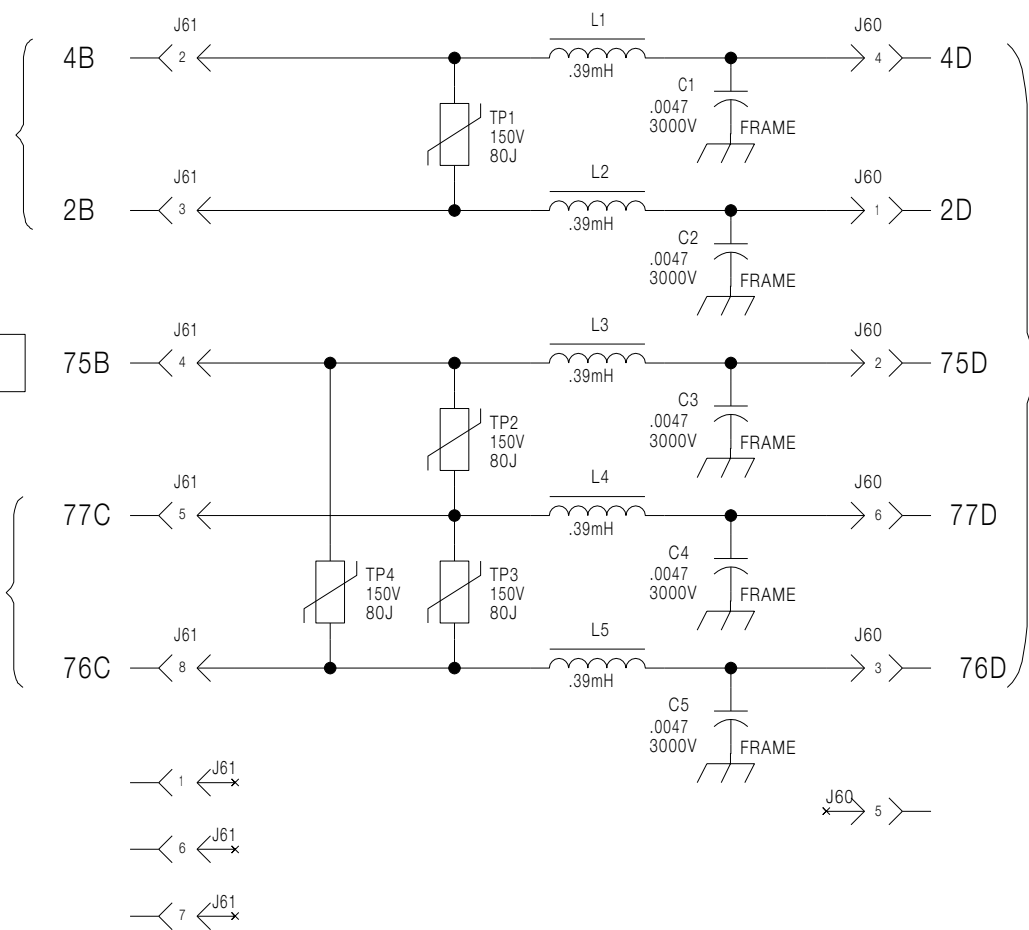 J61
L1
J60
4B
2
4
4D
.39mH
C1
.0047
3000V
FRAME
TP1
150V
80J
J61
L2
J60
2B
3
1
2D
.39mH
C2
.0047
3000V
FRAME
J61
L3
J60
75B
4
2
75D
.39mH
C3
.0047
3000V
FRAME
TP2
150V
80J
J61
L4
J60
77C
5
6
77D
.39mH
C4
.0047
3000V
FRAME
TP4
150V
80J
TP3
150V
80J
J61
L5
J60
76C
8
3
76D
.39mH
C5
.0047
3000V
FRAME
J61
1
J60
5
J61
6
J61
7